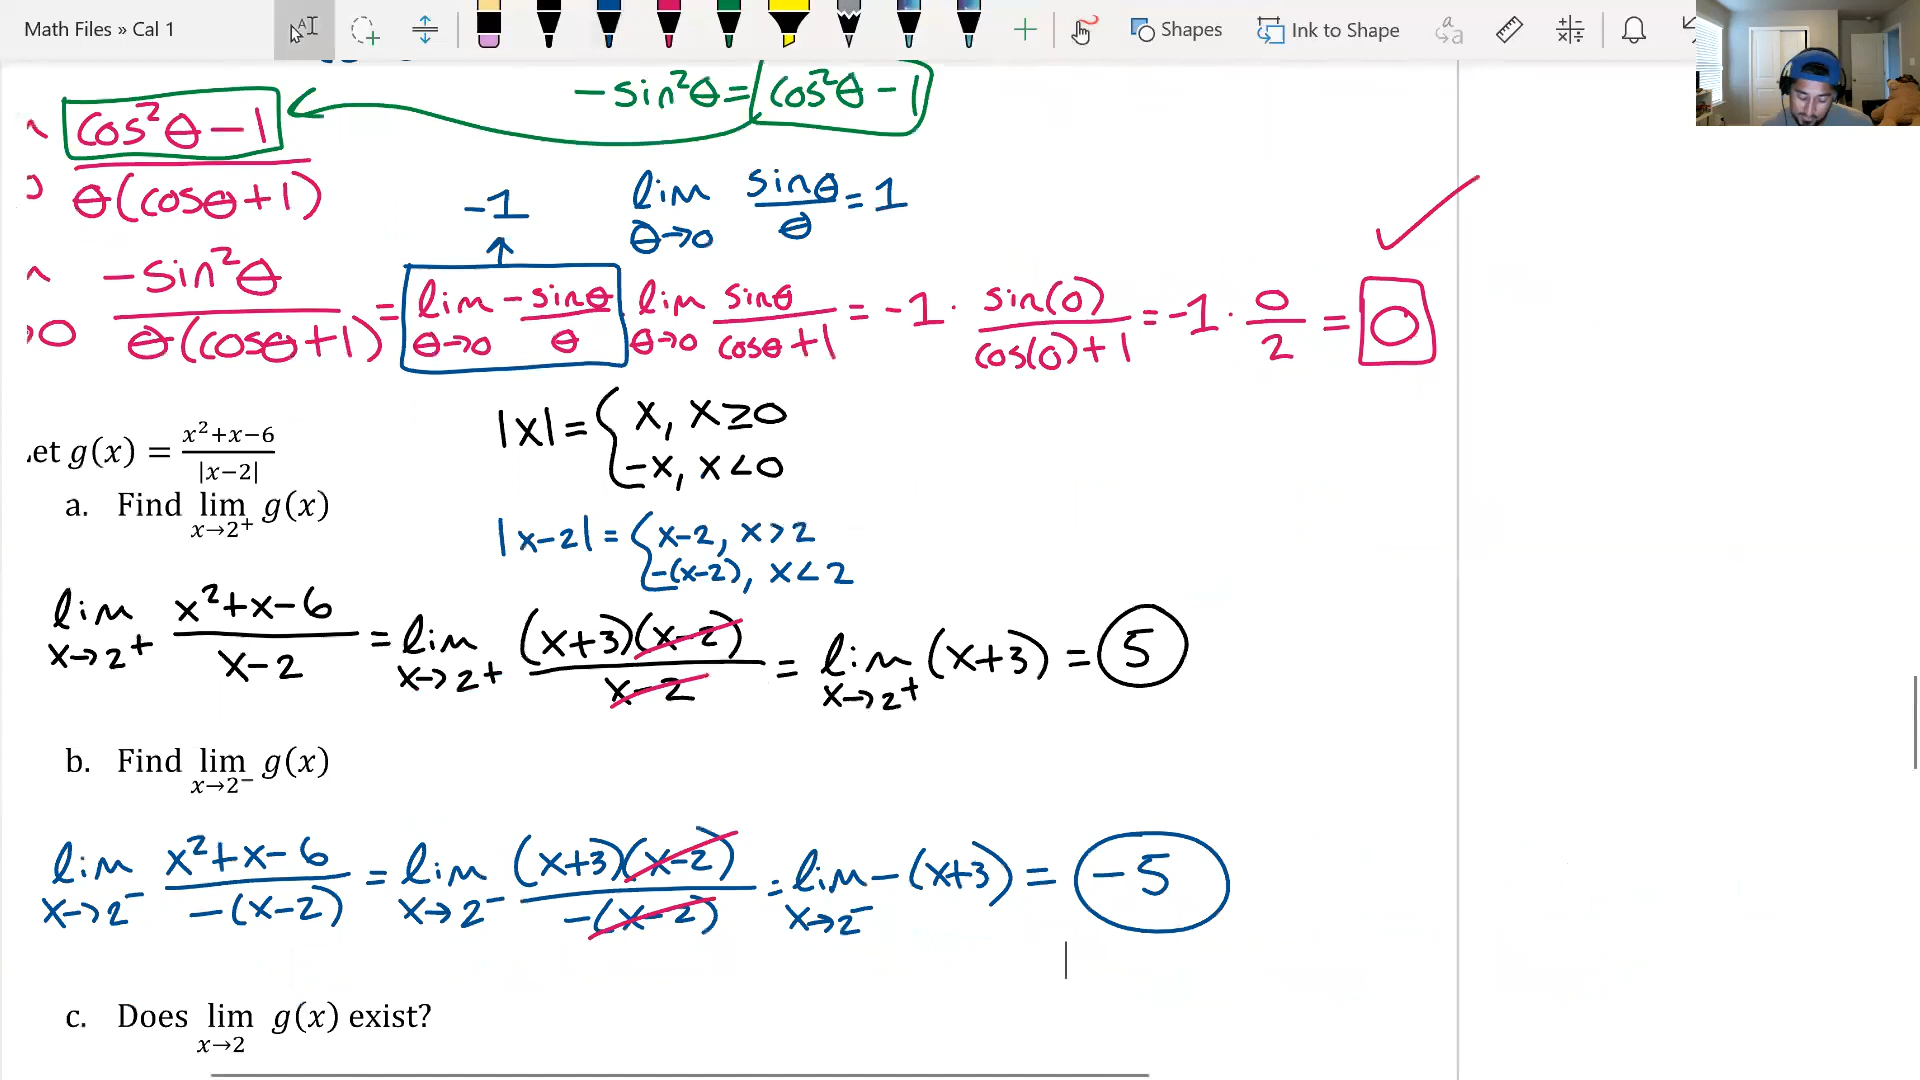 Math Files » Cal 1
Shapes
Ink to Shape
-sin²θ = cos²θ - 1
cos²θ - 1
θ(cosθ+1)
-1
lim sinθ/θ = 1
θ→0
-sin²θ/θ(cosθ+1) = lim -sinθ/θ lim sinθ/cosθ+1 = -1 · sin(0)/cos(0)+1 = -1 · 0/2 = 0
θ→0 θ→0
|x| = { x, x≥0
-x, x<0
et g(x) = x²+x−6/|x−2|
a. Find lim g(x)
x→2⁺
|x-2| = { x-2, x>2
-(x-2), x<2
lim x²+x-6/x-2 = lim (x+3)(x-2)/x-2 = lim (x+3) = 5
x→2⁺ x→2⁺ x→2⁺
b. Find lim g(x)
x→2⁻
lim x²+x-6/-(x-2) = lim (x+3)(x-2)/-(x-2) = lim -(x+3) = -5
x→2⁻ x→2⁻ x→2⁻
c. Does lim g(x) exist?
x→2